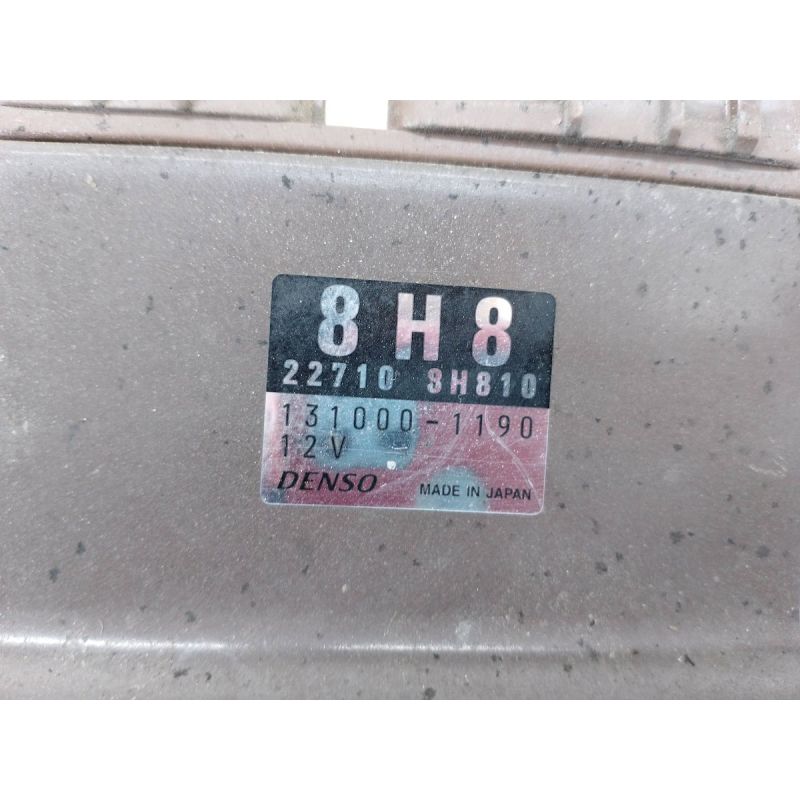 8H8
22710 8H810
131000-1190
12V
DENSO MADE IN JAPAN